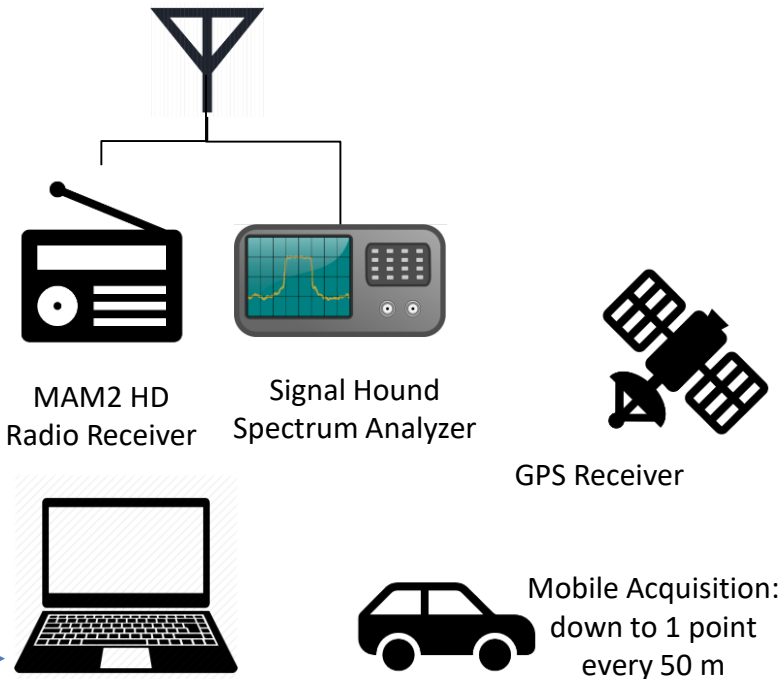 MAM2 HD
Radio Receiver
Signal Hound
Spectrum Analyzer
GPS Receiver
Mobile Acquisition:
down to 1 point
every 50 m